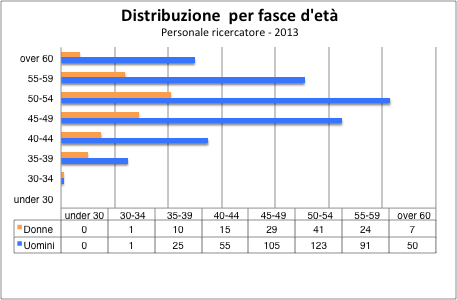 Distribuzione per fasce d'età
Personale ricercatore - 2013
over 60
55-59
50-54
45-49
40-44
35-39
30-34
under 30
under 30 30-34 35-39 40-44 45-49 50-54 55-59 over 60
Donne 0 1 10 15 29 41 24 7
Uomini 0 1 25 55 105 123 91 50